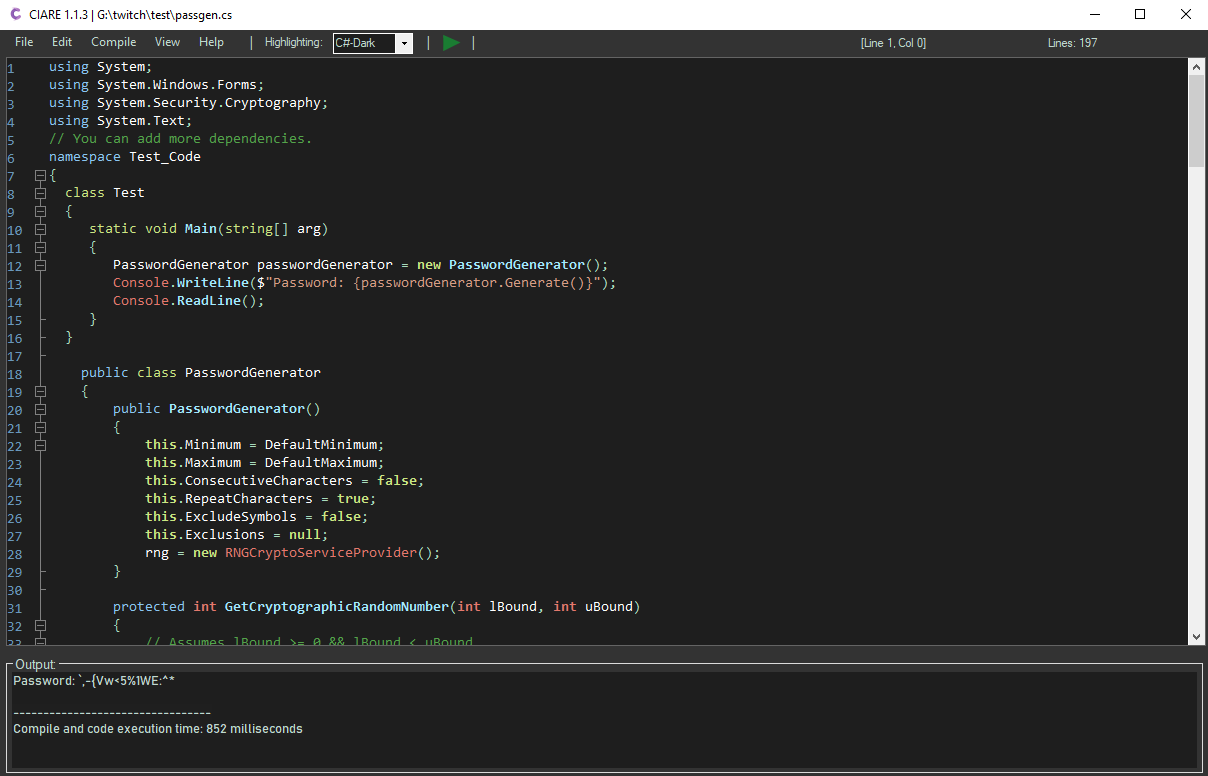 CIARE 1.1.3 | G:\twitch\test\passgen.cs
File Edit Compile View Help | Highlighting: C#-Dark | | [Line 1, Col 0] Lines: 197
1 using System;
2 using System.Windows.Forms;
3 using System.Security.Cryptography;
4 using System.Text;
5 // You can add more dependencies.
6 namespace Test_Code
7 {
8 class Test
9 {
10 static void Main(string[] arg)
11 {
12 PasswordGenerator passwordGenerator = new PasswordGenerator();
13 Console.WriteLine($"Password: {passwordGenerator.Generate()}");
14 Console.ReadLine();
15 }
16 }
17
18 public class PasswordGenerator
19 {
20 public PasswordGenerator()
21 {
22 this.Minimum = DefaultMinimum;
23 this.Maximum = DefaultMaximum;
24 this.ConsecutiveCharacters = false;
25 this.RepeatCharacters = true;
26 this.ExcludeSymbols = false;
27 this.Exclusions = null;
28 rng = new RNGCryptoServiceProvider();
29 }
30
31 protected int GetCryptographicRandomNumber(int lBound, int uBound)
32 {
33 // Assumes lBound >= 0 && lBound < uBound
Output:
Password: `,-{Vw<5%1WE:^*
---------------------------------
Compile and code execution time: 852 milliseconds